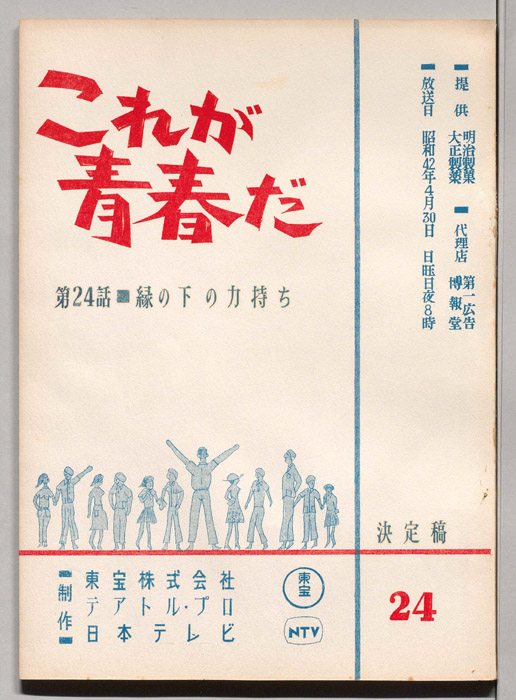 これが
青春だ
第24話■縁の下の力持ち
■提供 明治製菓
大正製薬
■代理店 第一広告
博報堂
■放送日 昭和42年4月30日 日旺日夜8時
決定稿
■制作■
東宝株式会社
テアトル・プロ
日本テレビ
東宝
NTV
24